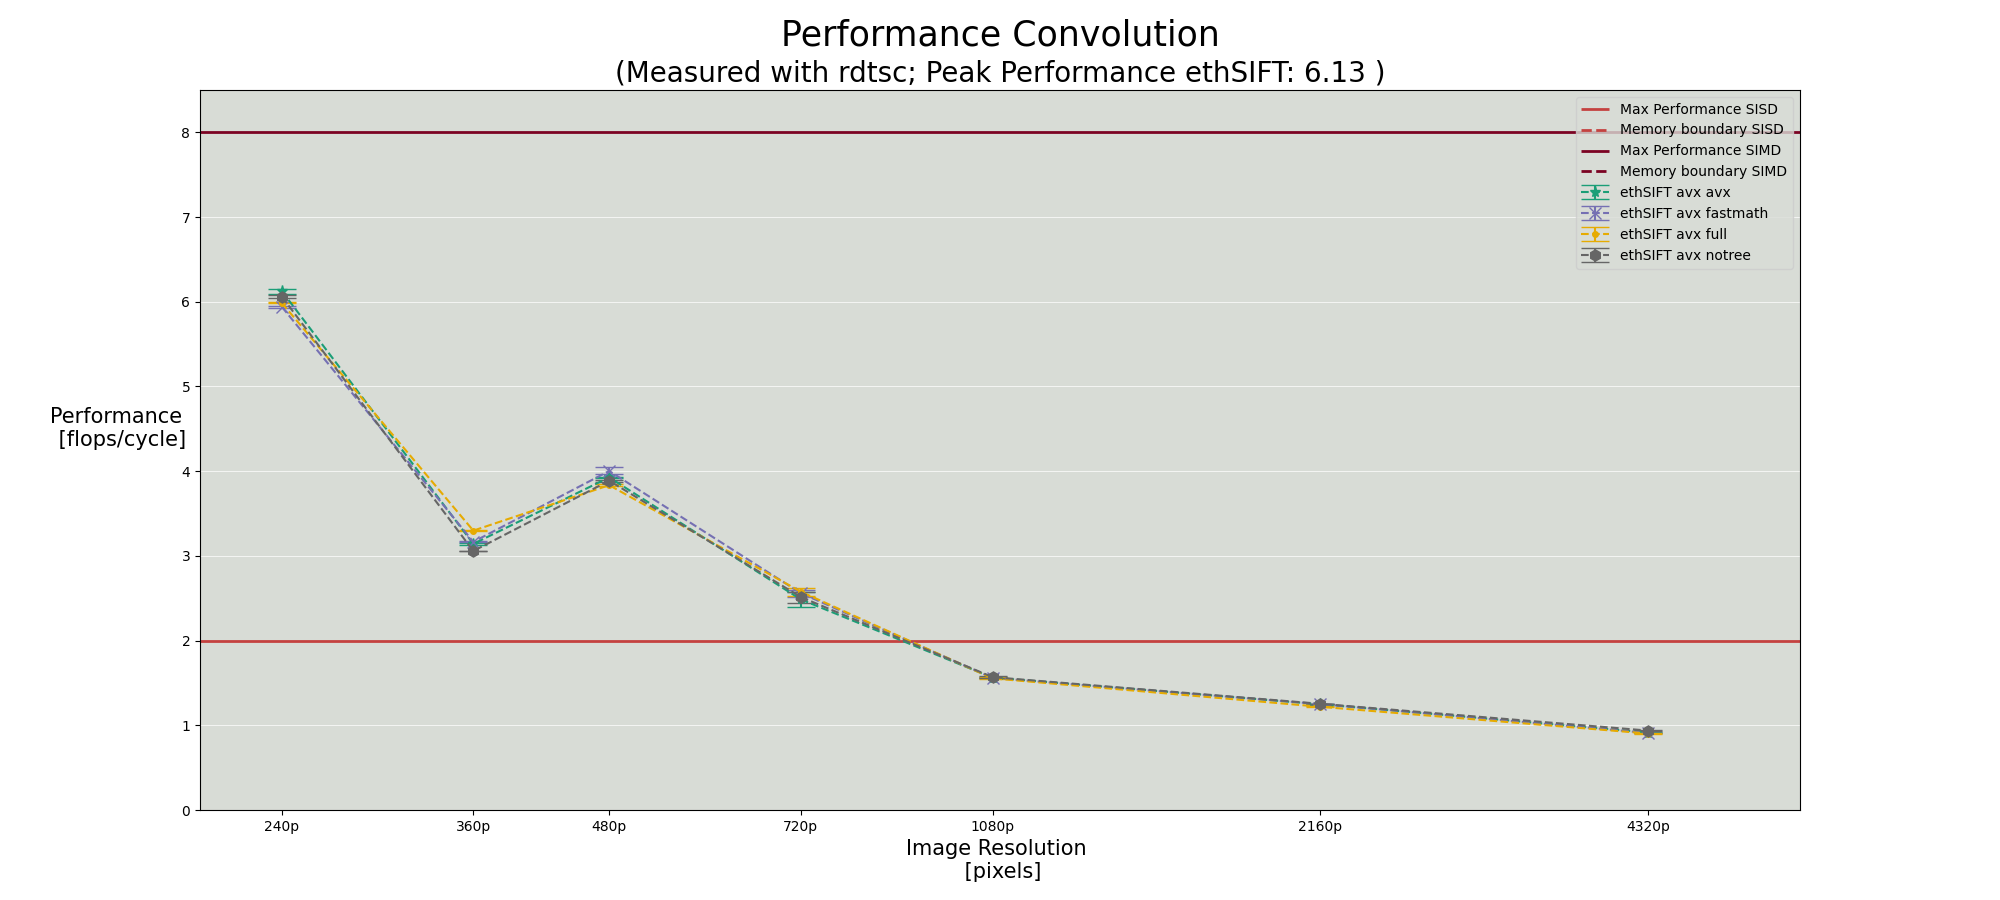 Performance Convolution
(Measured with rdtsc; Peak Performance ethSIFT: 6.13 )
Max Performance SISD
Memory boundary SISD
Max Performance SIMD
Memory boundary SIMD
ethSIFT avx avx
ethSIFT avx fastmath
ethSIFT avx full
ethSIFT avx notree
8
7
6
5
4
3
2
1
0
Performance
[flops/cycle]
240p 360p 480p 720p 1080p 2160p 4320p
Image Resolution
[pixels]